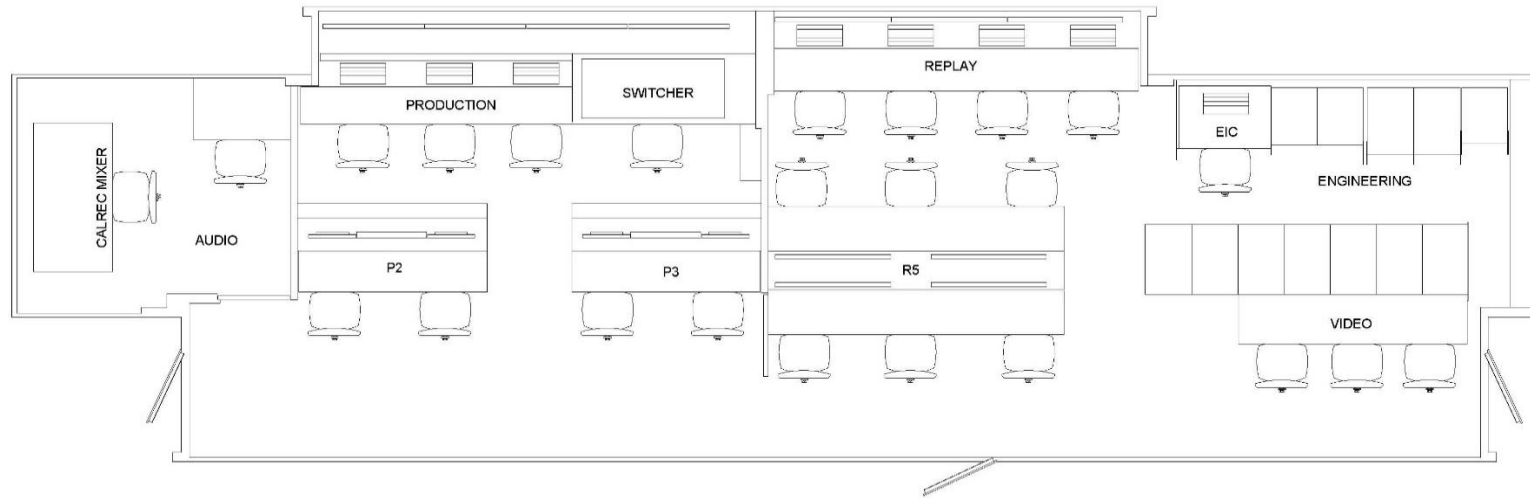 REPLAY
SWITCHER
PRODUCTION
EIC
CALREC MIXER
ENGINEERING
AUDIO
P2
P3
R5
VIDEO